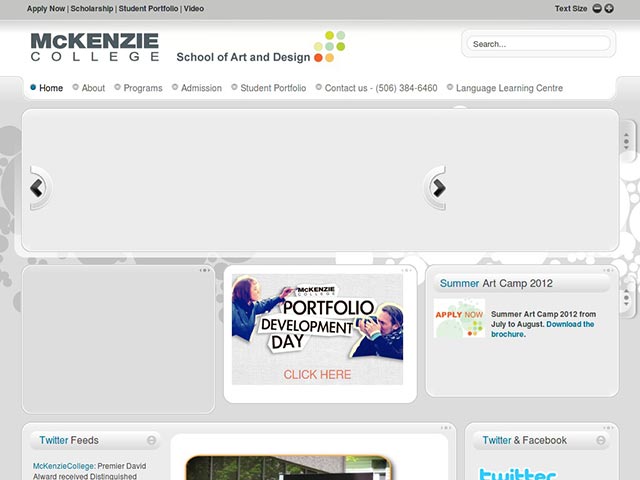 Apply Now | Scholarship | Student Portfolio | Video
Text Size
McKENZIE
COLLEGE
School of Art and Design
Search...
Home
About
Programs
Admission
Student Portfolio
Contact us - (506) 384-6460
Language Learning Centre
McKENZIE
COLLEGE
PORTFOLIO
DEVELOPMENT
DAY
CLICK HERE
Summer Art Camp 2012
APPLY NOW
Summer Art Camp 2012 from
July to August. Download the
brochure.
Twitter Feeds
McKenzieCollege: Premier David
Alward received Distinguished
Twitter & Facebook
twitter